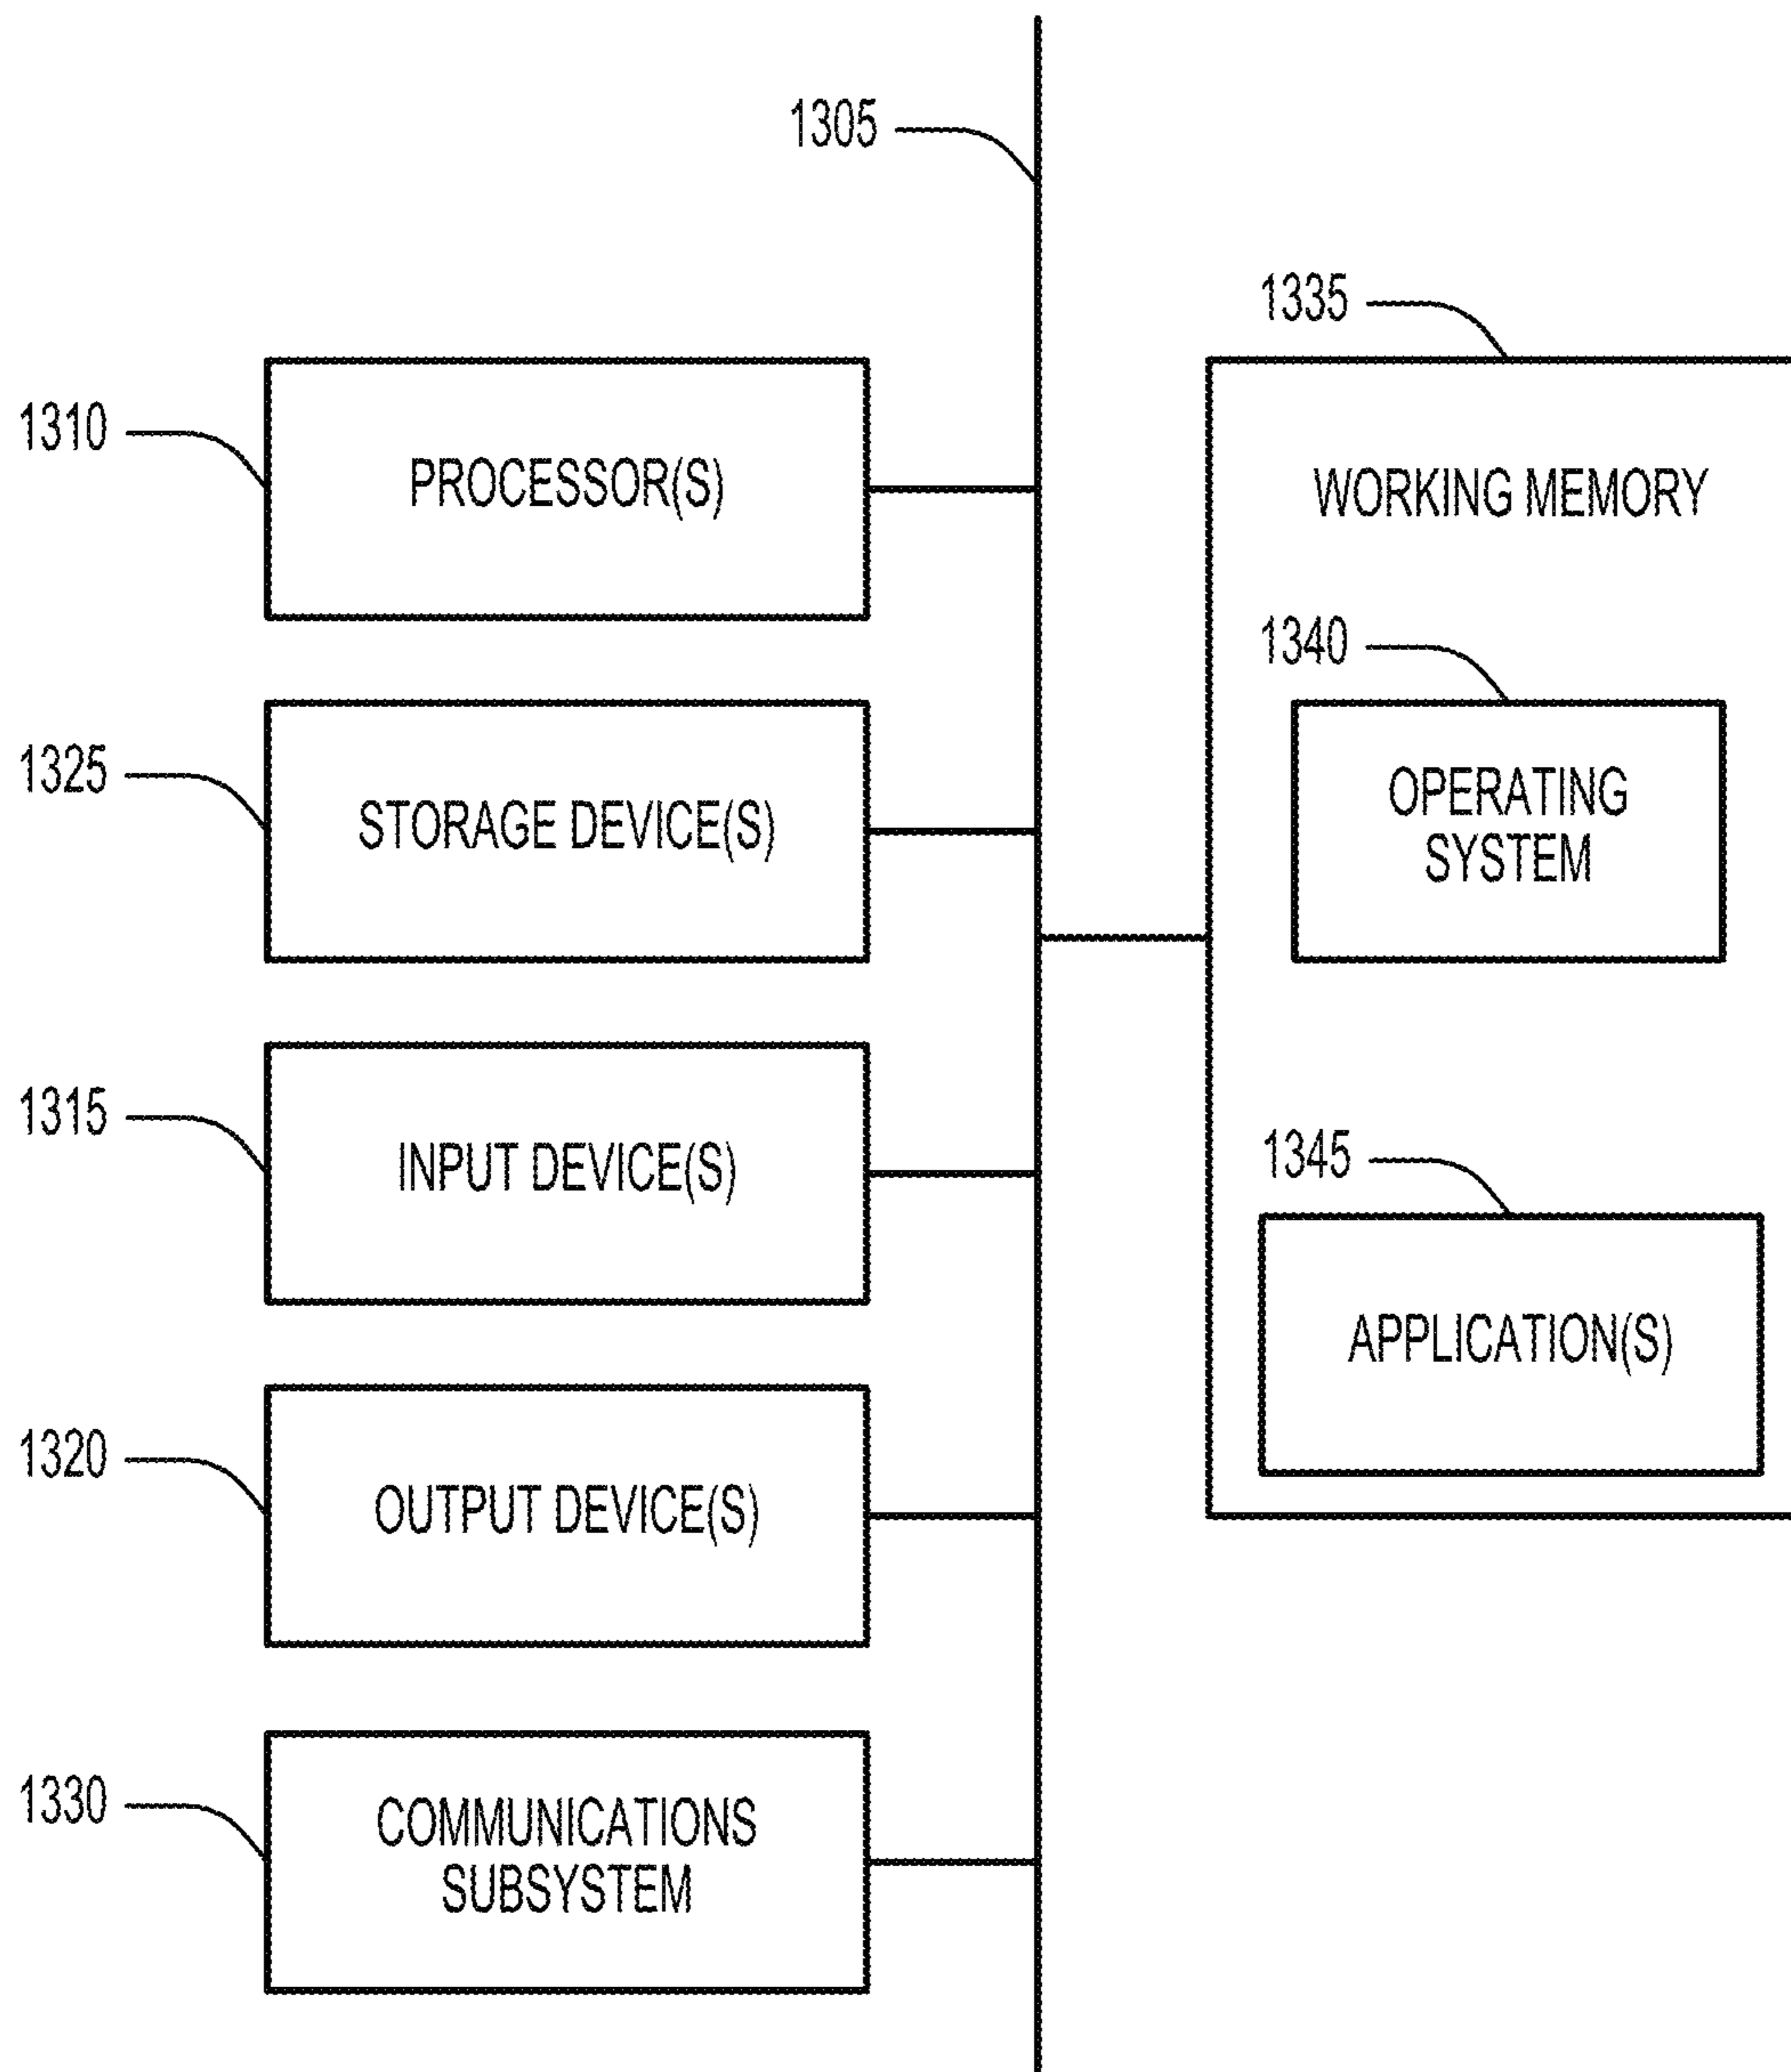 1305
1310
PROCESSOR(S)
1325
STORAGE DEVICE(S)
1315
INPUT DEVICE(S)
1320
OUTPUT DEVICE(S)
1330
COMMUNICATIONS
SUBSYSTEM
1335
WORKING MEMORY
1340
OPERATING
SYSTEM
1345
APPLICATION(S)